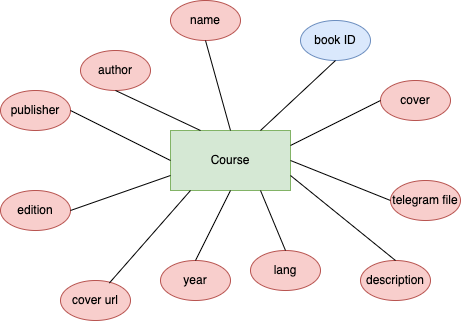 name
book ID
author
cover
publisher
Course
telegram file
edition
lang
year
description
cover url